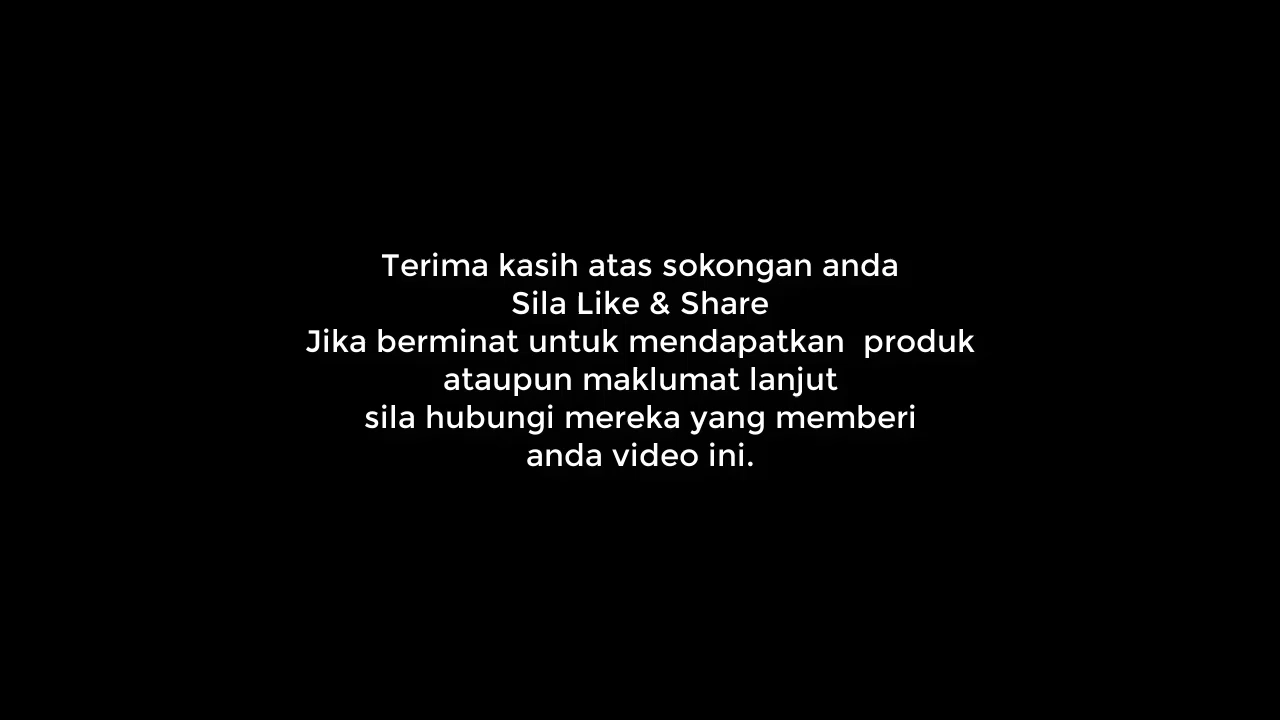 Terima kasih atas sokongan anda
Sila Like & Share
Jika berminat untuk mendapatkan  produk
ataupun maklumat lanjut
sila hubungi mereka yang memberi
anda video ini.